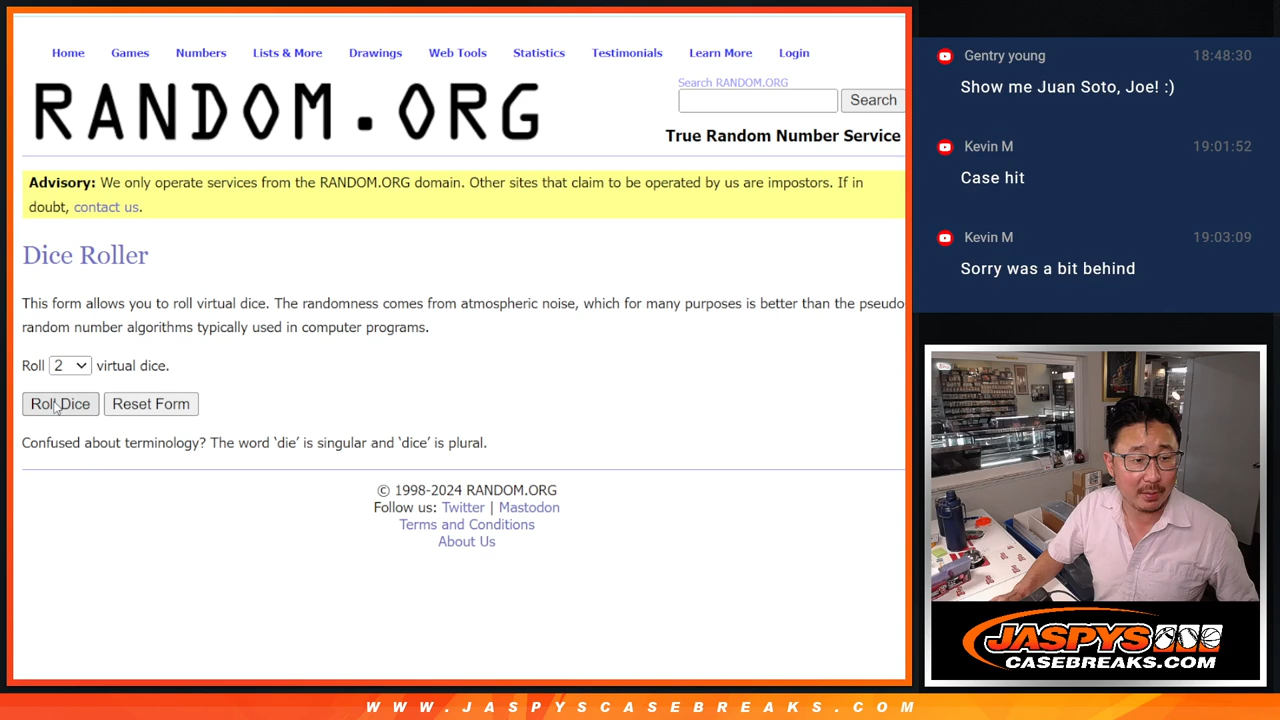 Home Games Numbers Lists & More Drawings Web Tools Statistics Testimonials Learn More Login
RANDOM.ORG
Search RANDOM.ORG
Search
True Random Number Service
Advisory: We only operate services from the RANDOM.ORG domain. Other sites that claim to be operated by us are impostors. If in
doubt, contact us.
Dice Roller
This form allows you to roll virtual dice. The randomness comes from atmospheric noise, which for many purposes is better than the pseudo
random number algorithms typically used in computer programs.
Roll 2 virtual dice.
Roll Dice Reset Form
Confused about terminology? The word ‘die’ is singular and ‘dice’ is plural.
© 1998-2024 RANDOM.ORG
Follow us: Twitter | Mastodon
Terms and Conditions
About Us
Gentry young 18:48:30
Show me Juan Soto, Joe! :)
Kevin M 19:01:52
Case hit
Kevin M 19:03:09
Sorry was a bit behind
JASPYS
CASEBREAKS.COM
WWW.JASPYSCASEBREAKS.COM